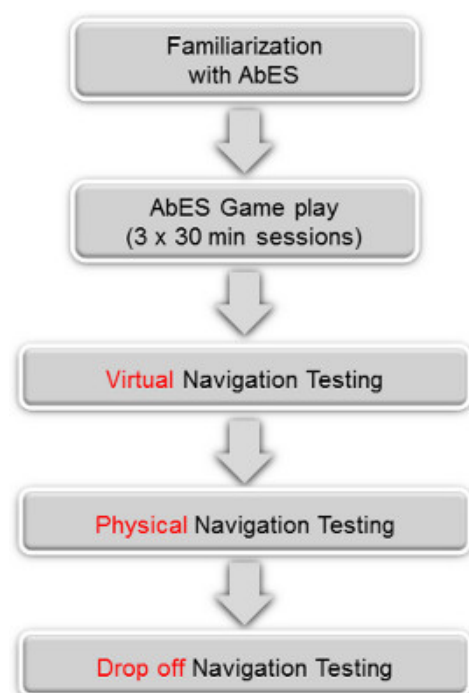 Familiarization
with AbES
AbES Game play
(3 x 30 min sessions)
Virtual Navigation Testing
Physical Navigation Testing
Drop off Navigation Testing